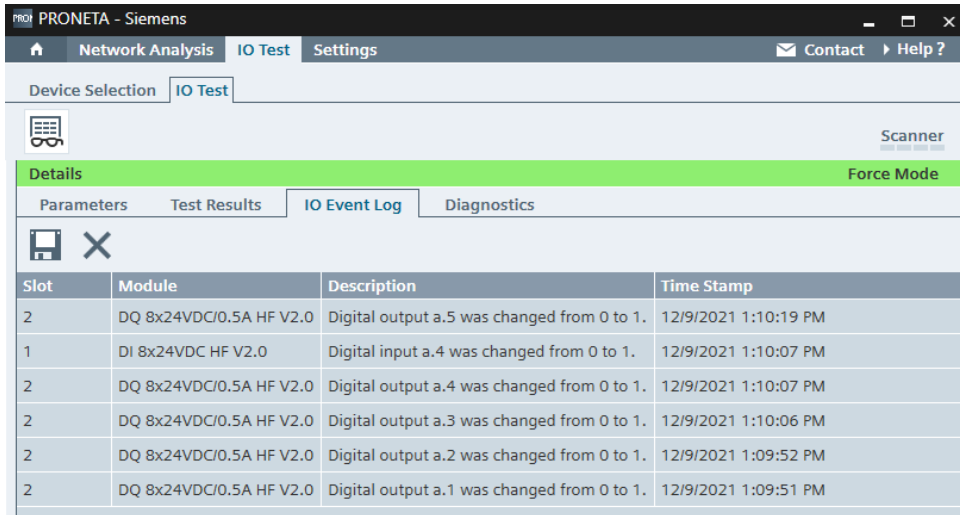 PRONETA - Siemens
Network Analysis IO Test Settings Contact Help ?
Device Selection IO Test
Scanner
Details Force Mode
Parameters Test Results IO Event Log Diagnostics
Slot Module Description Time Stamp
2 DQ 8x24VDC/0.5A HF V2.0 Digital output a.5 was changed from 0 to 1. 12/9/2021 1:10:19 PM
1 DI 8x24VDC HF V2.0 Digital input a.4 was changed from 0 to 1. 12/9/2021 1:10:07 PM
2 DQ 8x24VDC/0.5A HF V2.0 Digital output a.4 was changed from 0 to 1. 12/9/2021 1:10:07 PM
2 DQ 8x24VDC/0.5A HF V2.0 Digital output a.3 was changed from 0 to 1. 12/9/2021 1:10:06 PM
2 DQ 8x24VDC/0.5A HF V2.0 Digital output a.2 was changed from 0 to 1. 12/9/2021 1:09:52 PM
2 DQ 8x24VDC/0.5A HF V2.0 Digital output a.1 was changed from 0 to 1. 12/9/2021 1:09:51 PM